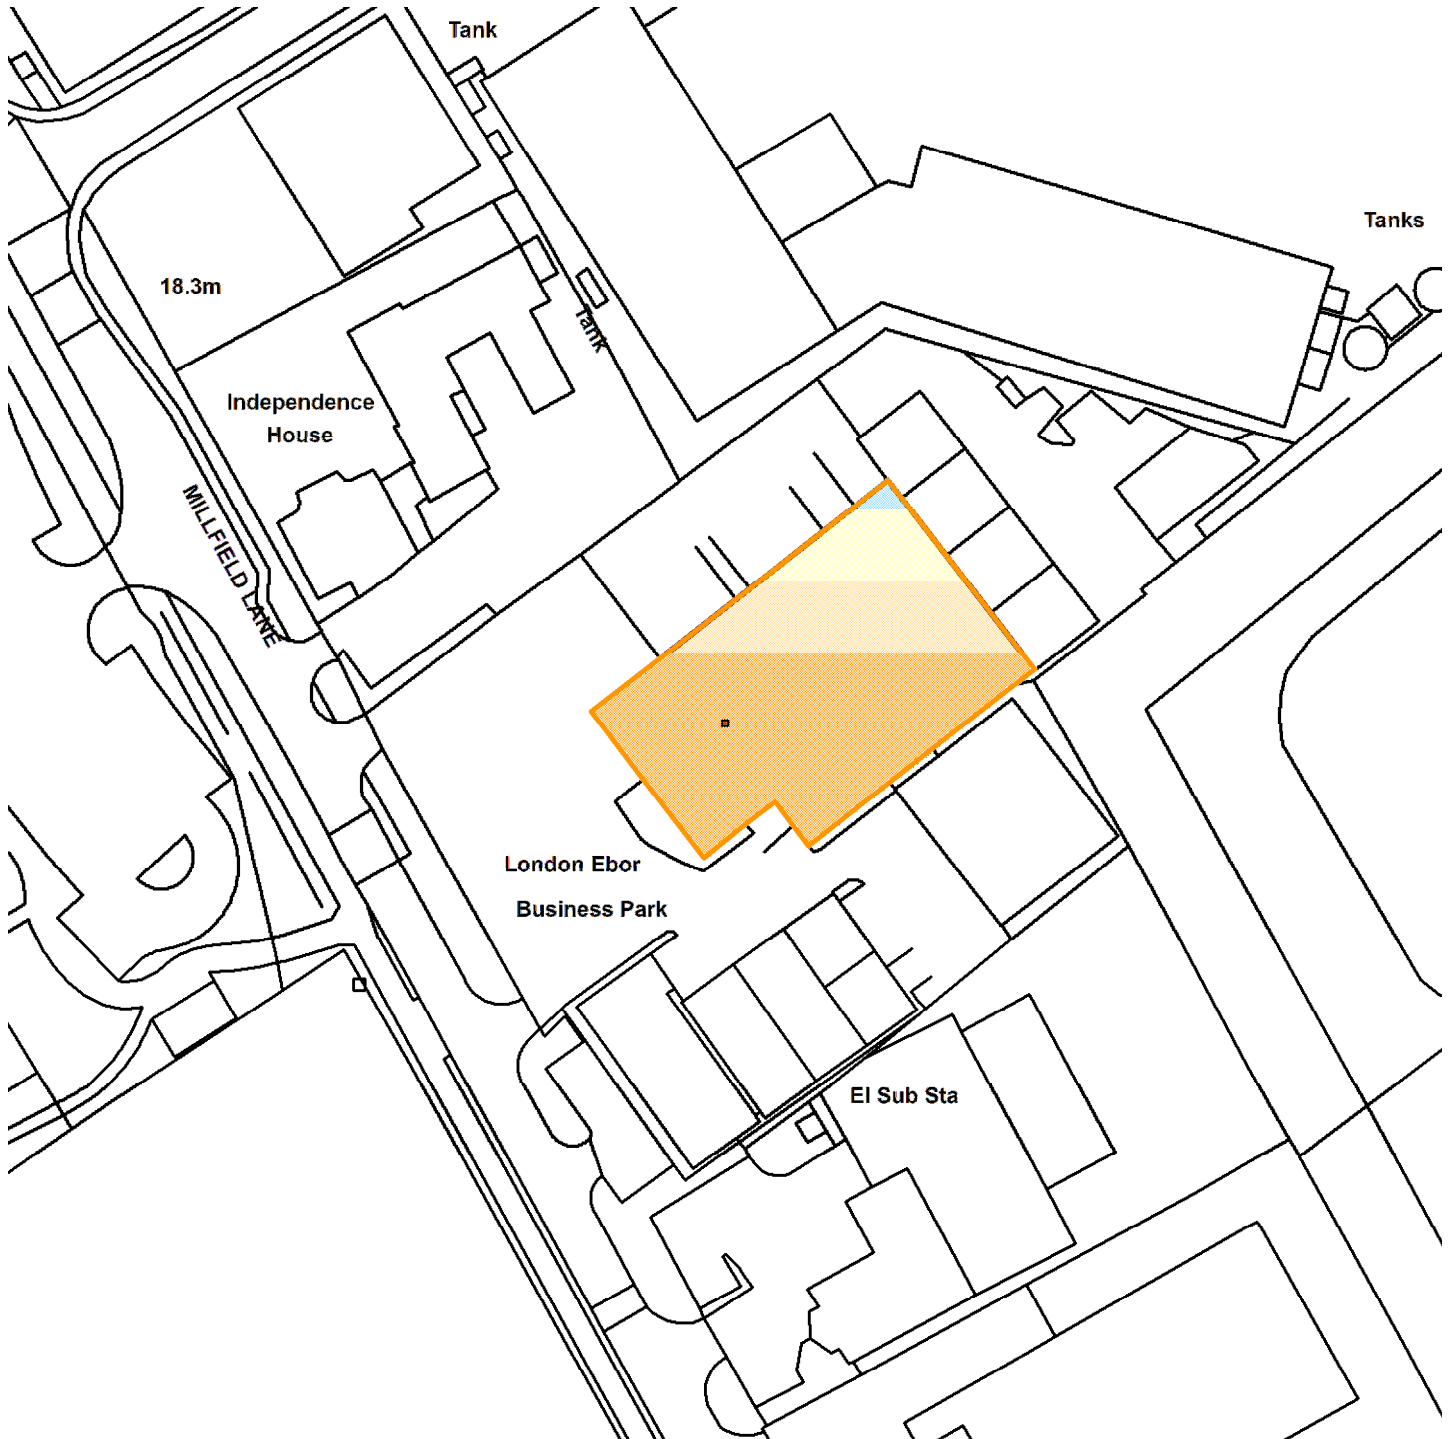 Tank
Tanks
18.3m
Tank
Independence
House
MILLFIELD LANE
London Ebor
Business Park
El Sub Sta